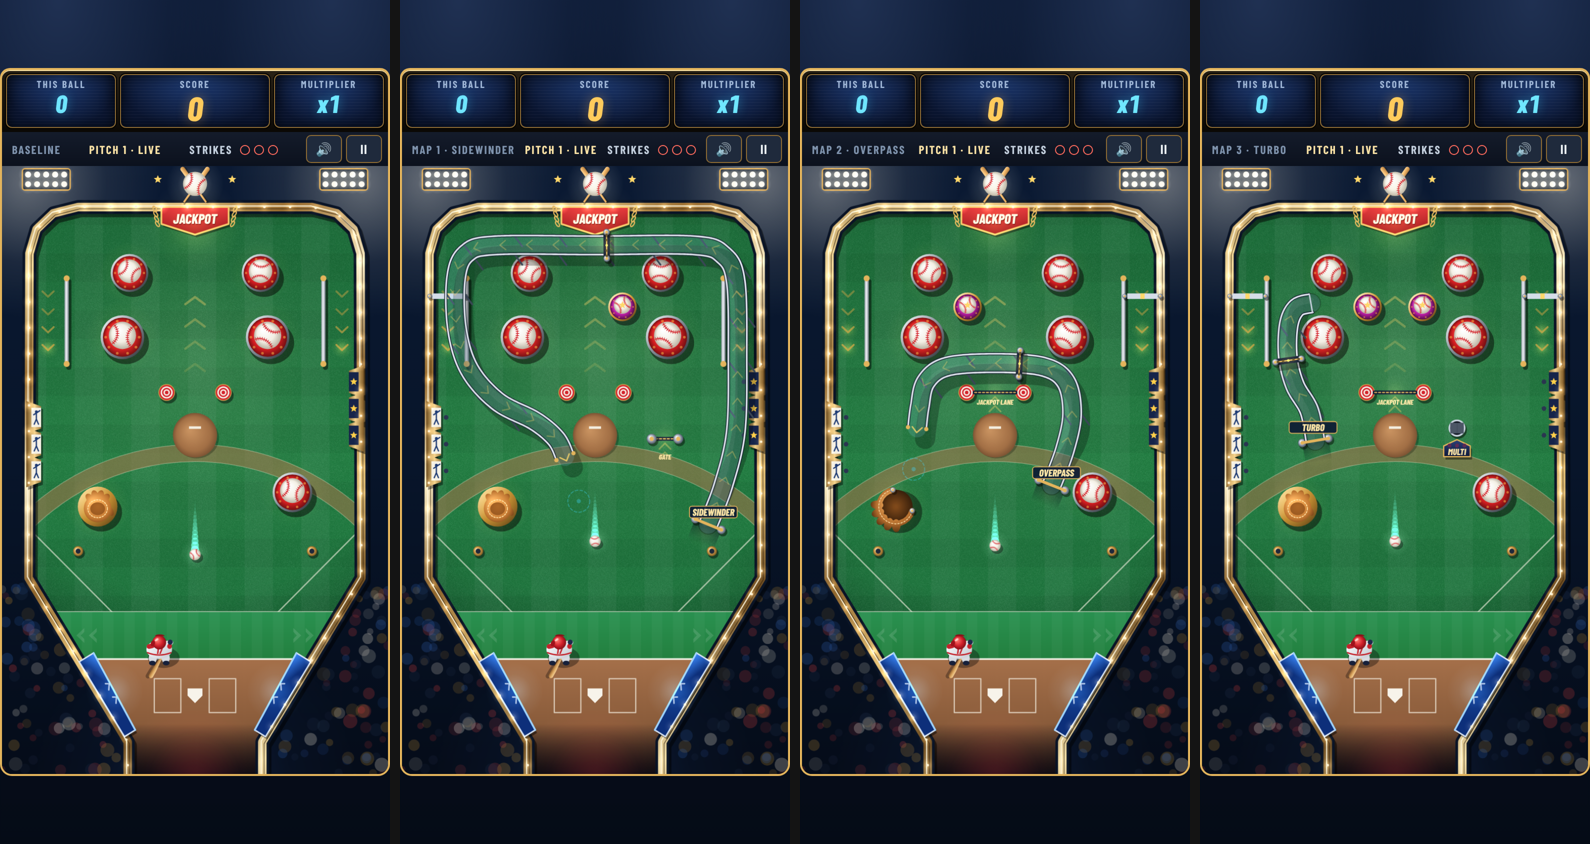 THIS BALL
0
SCORE
0
MULTIPLIER
x1
BASELINE
PITCH 1 · LIVE
STRIKES
JACKPOT
THIS BALL
0
SCORE
0
MULTIPLIER
x1
MAP 1 · SIDEWINDER
PITCH 1 · LIVE
STRIKES
JACKPOT
GATE
SIDEWINDER
THIS BALL
0
SCORE
0
MULTIPLIER
x1
MAP 2 · OVERPASS
PITCH 1 · LIVE
STRIKES
JACKPOT
JACKPOT LANE
OVERPASS
THIS BALL
0
SCORE
0
MULTIPLIER
x1
MAP 3 · TURBO
PITCH 1 · LIVE
STRIKES
JACKPOT
JACKPOT LANE
TURBO
MULTI